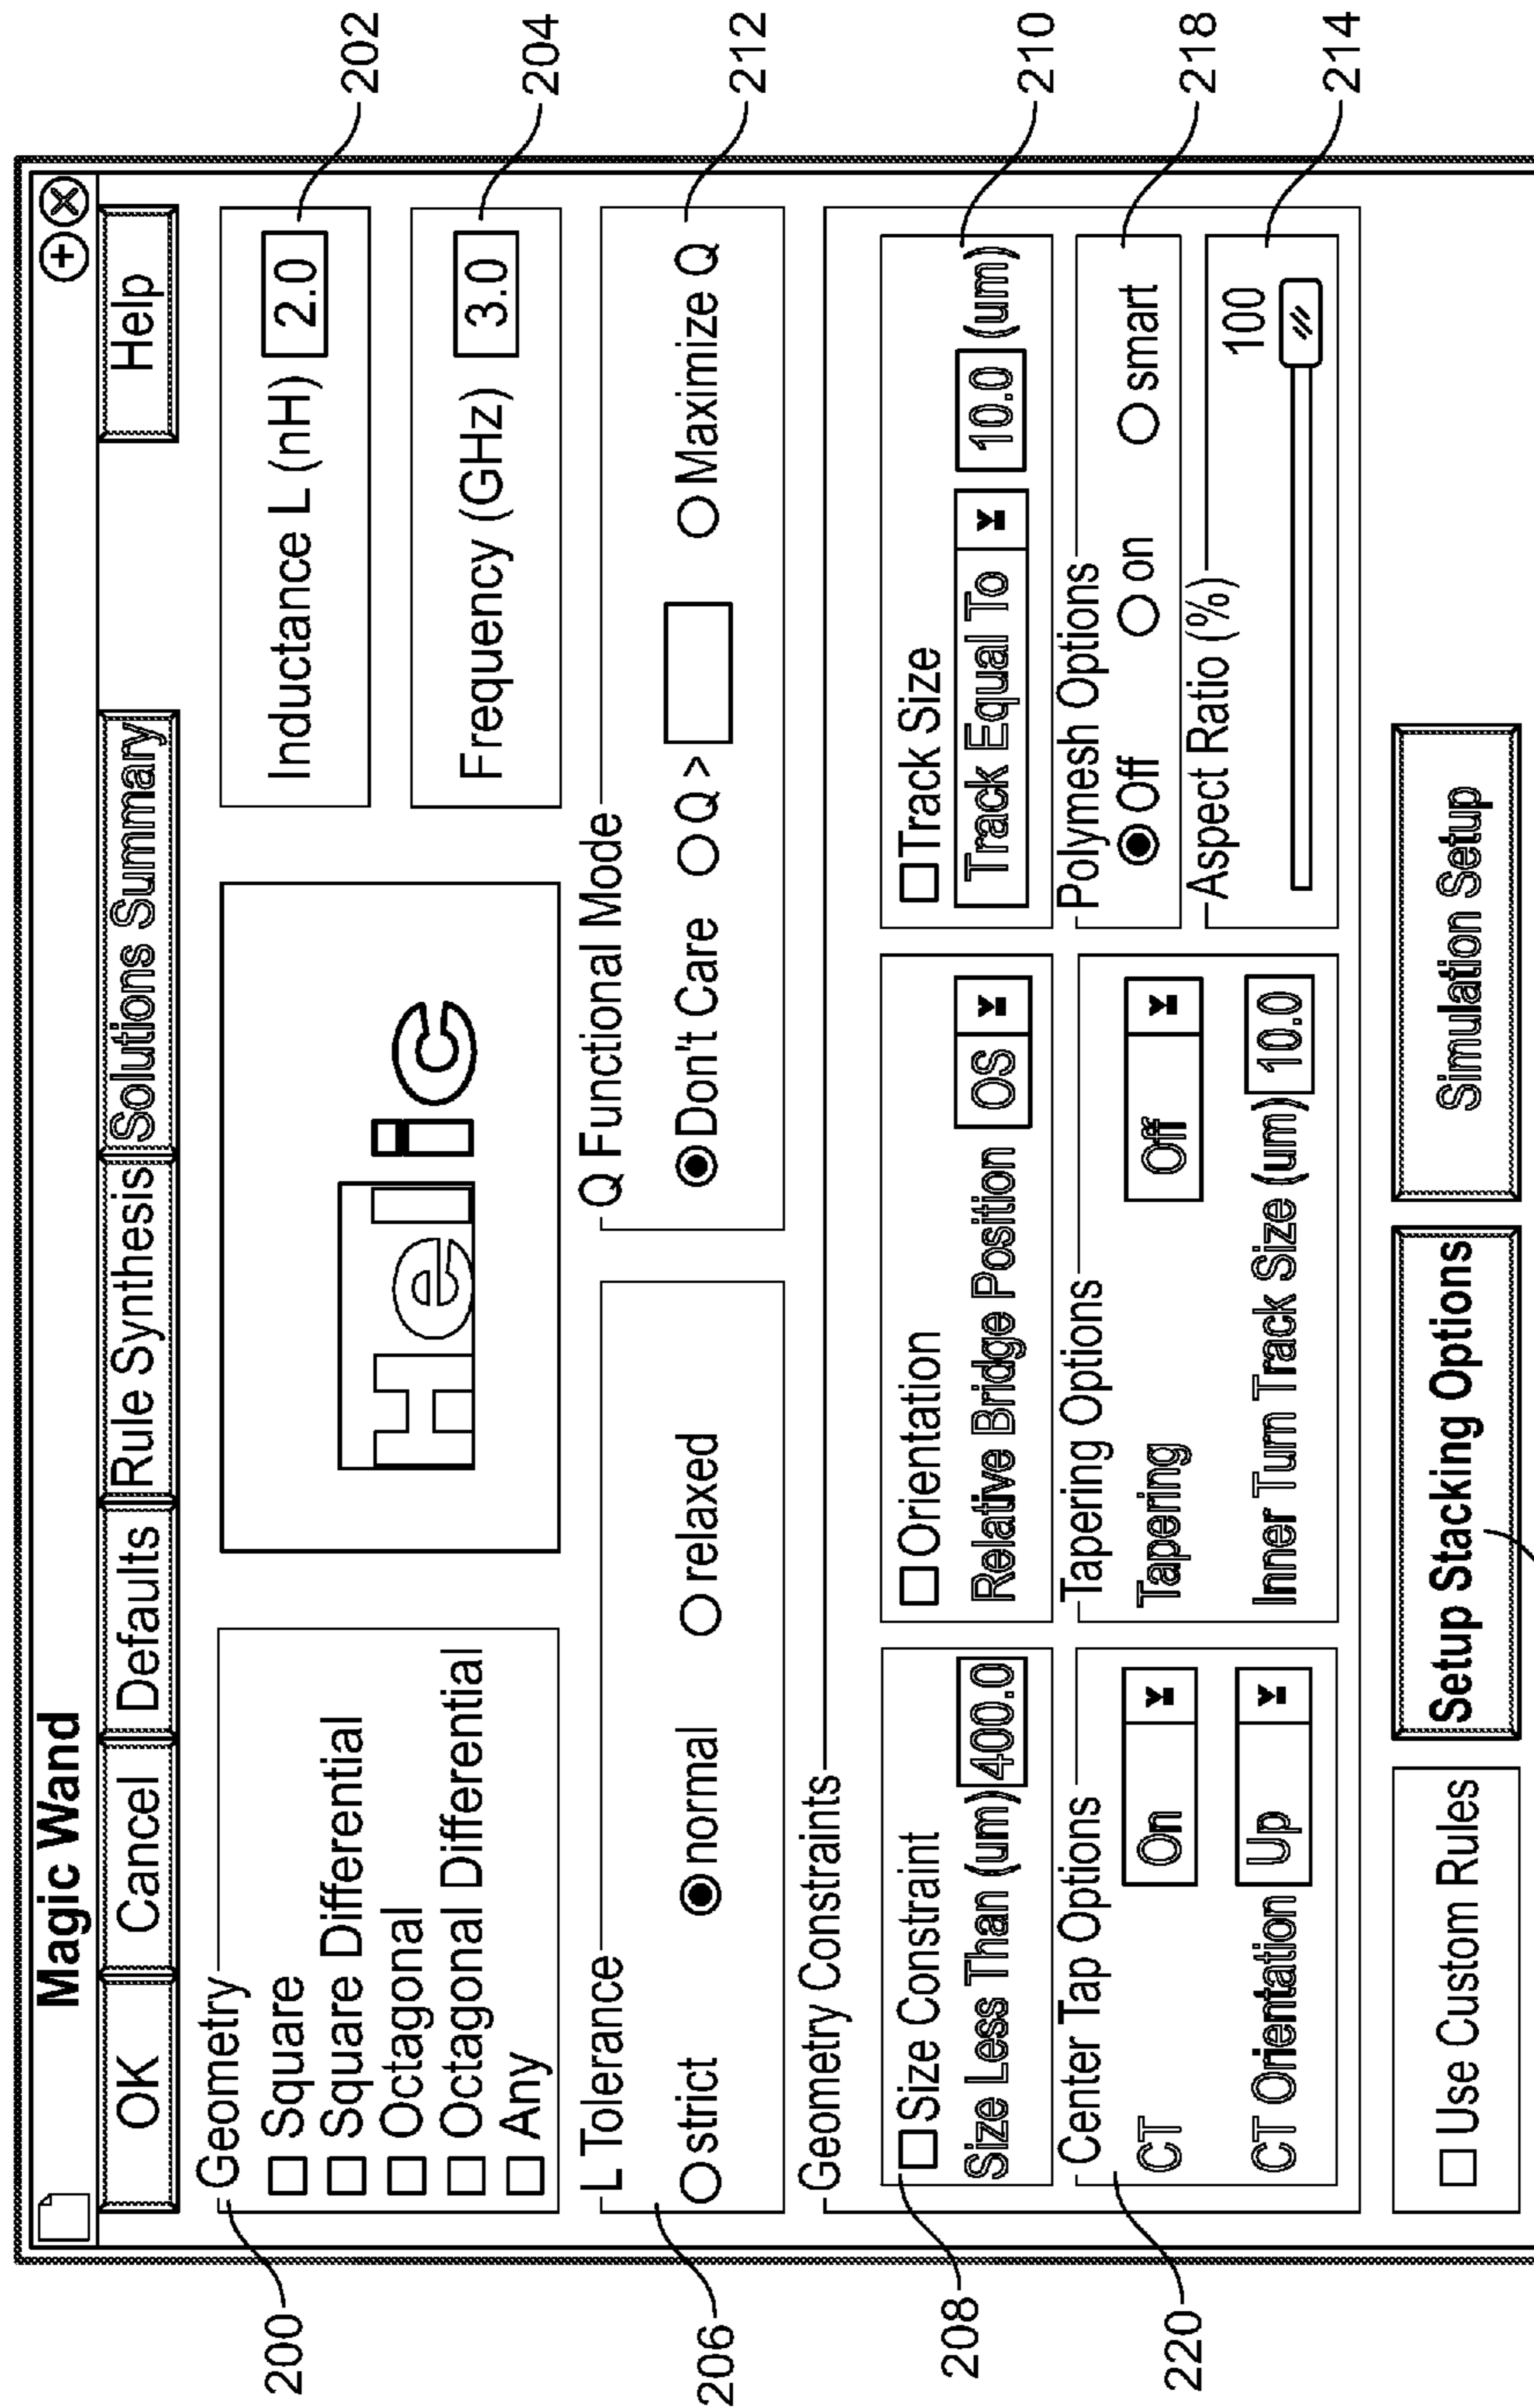 Magic Wand
OK Cancel Defaults Rule Synthesis Solutions Summary Help
Geometry
Square
Square Differential
Octagonal
Octagonal Differential
Any
200
Helic
Inductance L (nH) 2.0
202
Frequency (GHz) 3.0
204
L Tolerance
strict normal relaxed
206
Q Functional Mode
Don't Care Q > Maximize Q
212
Geometry Constraints
Size Constraint
Size Less Than (um) 400.0
208
Orientation
Relative Bridge Position OS
Track Size
Track Equal To 10.0 (um)
210
Center Tap Options
CT On
CT Orientation Up
220
Tapering Options
Tapering Off
Inner Turn Track Size (um) 10.0
Polymesh Options
Off on smart
218
Aspect Ratio (%)
100
214
Use Custom Rules Setup Stacking Options Simulation Setup